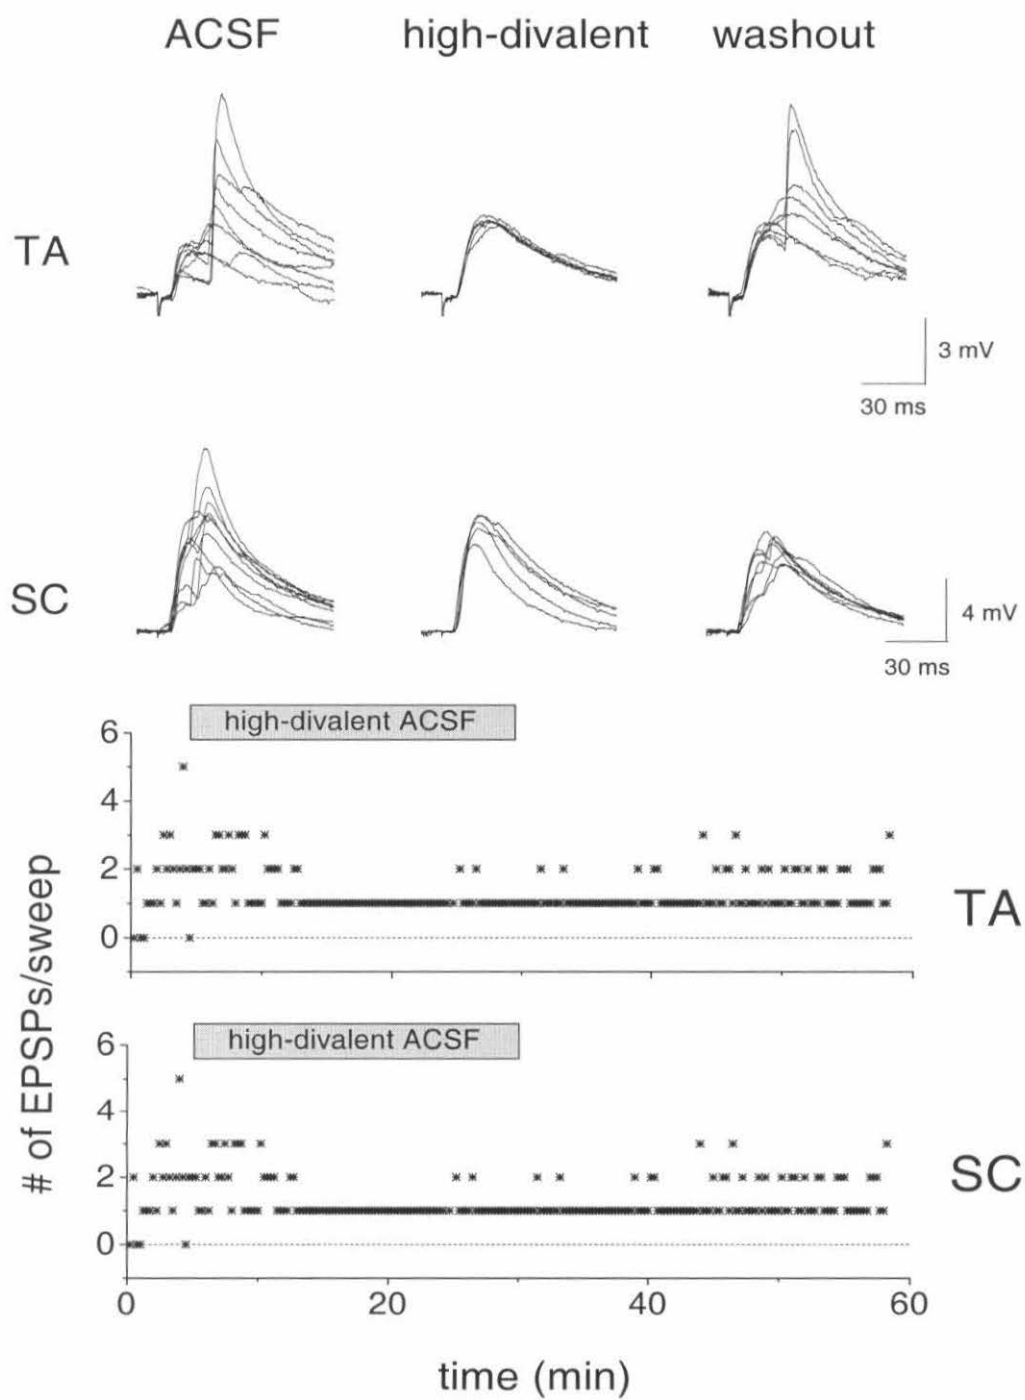 ACSF high-divalent washout
TA
3 mV
30 ms
SC
4 mV
30 ms
high-divalent ACSF
6
4
2
0
TA
# of EPSPs/sweep
high-divalent ACSF
6
4
2
0
SC
0 20 40 60
time (min)